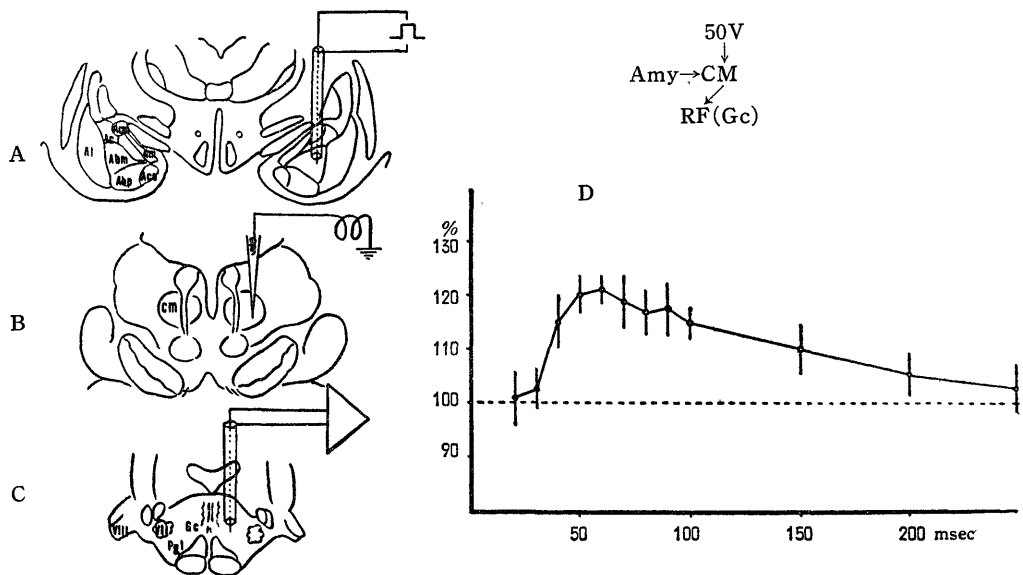 50V
Amy→CM
RF(Gc)
A
Al
Abm
Abp
Aco
B
cm
C
VIII
VII
Gc
Pgl
D
%
130
120
110
100
90
50
100
150
200 msec